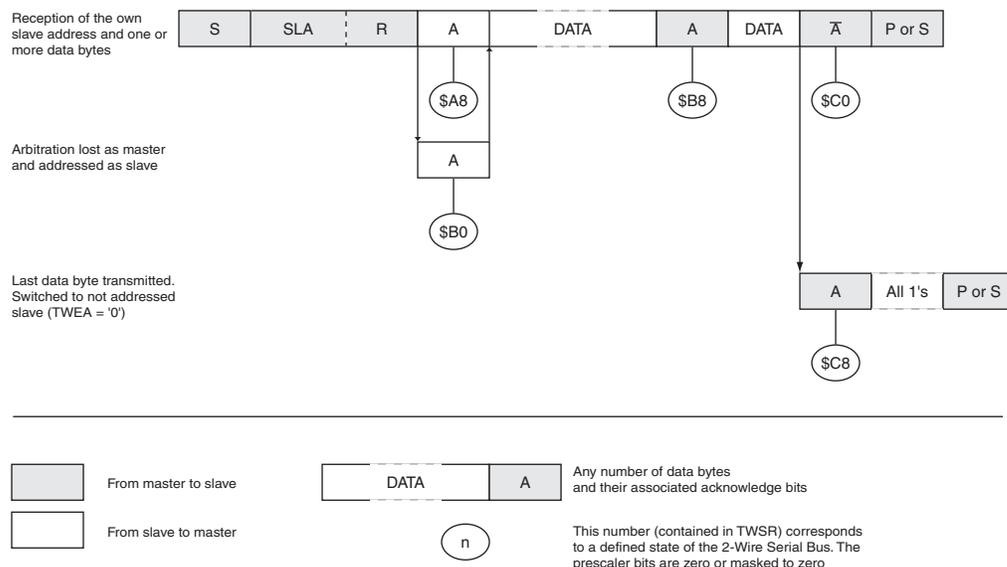 Reception of the own
slave address and one or
more data bytes
S SLA R A DATA A DATA A̅ P or S
$A8 $B8 $C0
Arbitration lost as master
and addressed as slave
A
$B0
Last data byte transmitted.
Switched to not addressed
slave (TWEA = '0')
A All 1's P or S
$C8
From master to slave
DATA A
Any number of data bytes
and their associated acknowledge bits
From slave to master
n
This number (contained in TWSR) corresponds
to a defined state of the 2-Wire Serial Bus. The
prescaler bits are zero or masked to zero